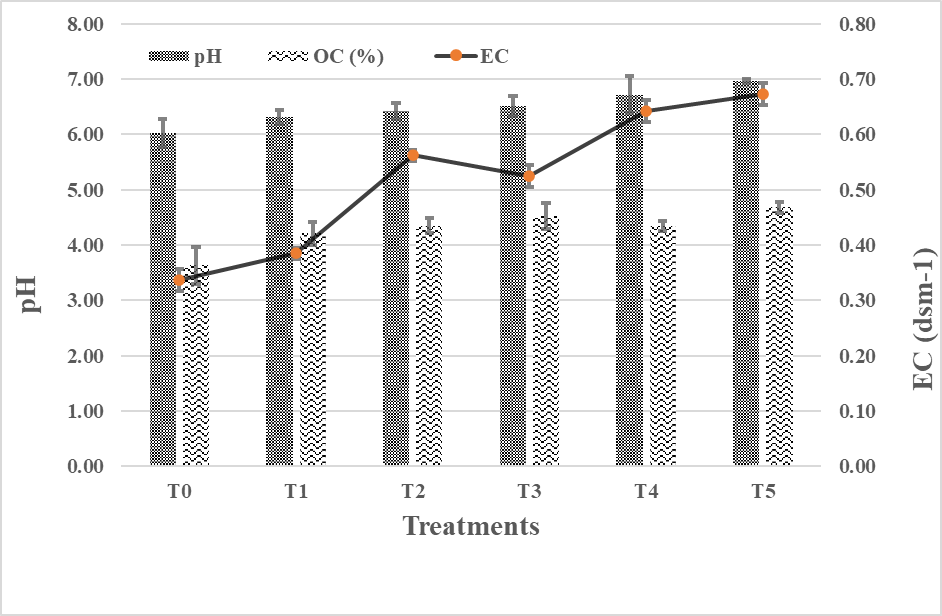 8.00 0.80
pH OC (%) EC
7.00 0.70
6.00 0.60
5.00 0.50
4.00 0.40
3.00 0.30
2.00 0.20
1.00 0.10
0.00 0.00
pH
EC (dsm-1)
T0 T1 T2 T3 T4 T5
Treatments